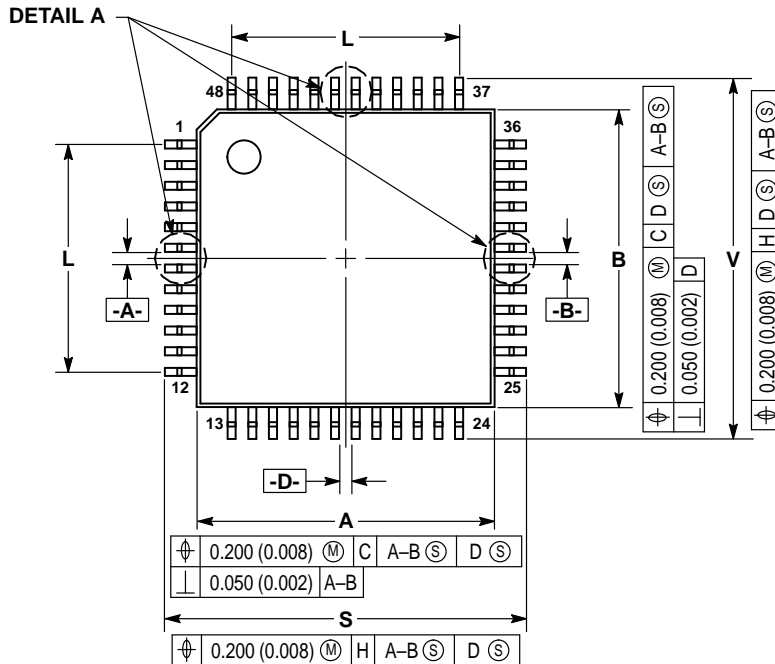 DETAIL A
L
48
37
1
36
L
B
V
-A-
-B-
12
25
13
24
-D-
A
⌖ 0.200 (0.008) Ⓜ C A–B Ⓢ D Ⓢ
⊥ 0.050 (0.002) A–B
S
⌖ 0.200 (0.008) Ⓜ H A–B Ⓢ D Ⓢ
⌖ 0.200 (0.008) Ⓜ C D Ⓢ A–B Ⓢ
⊥ 0.050 (0.002) D
⌖ 0.200 (0.008) Ⓜ H D Ⓢ A–B Ⓢ